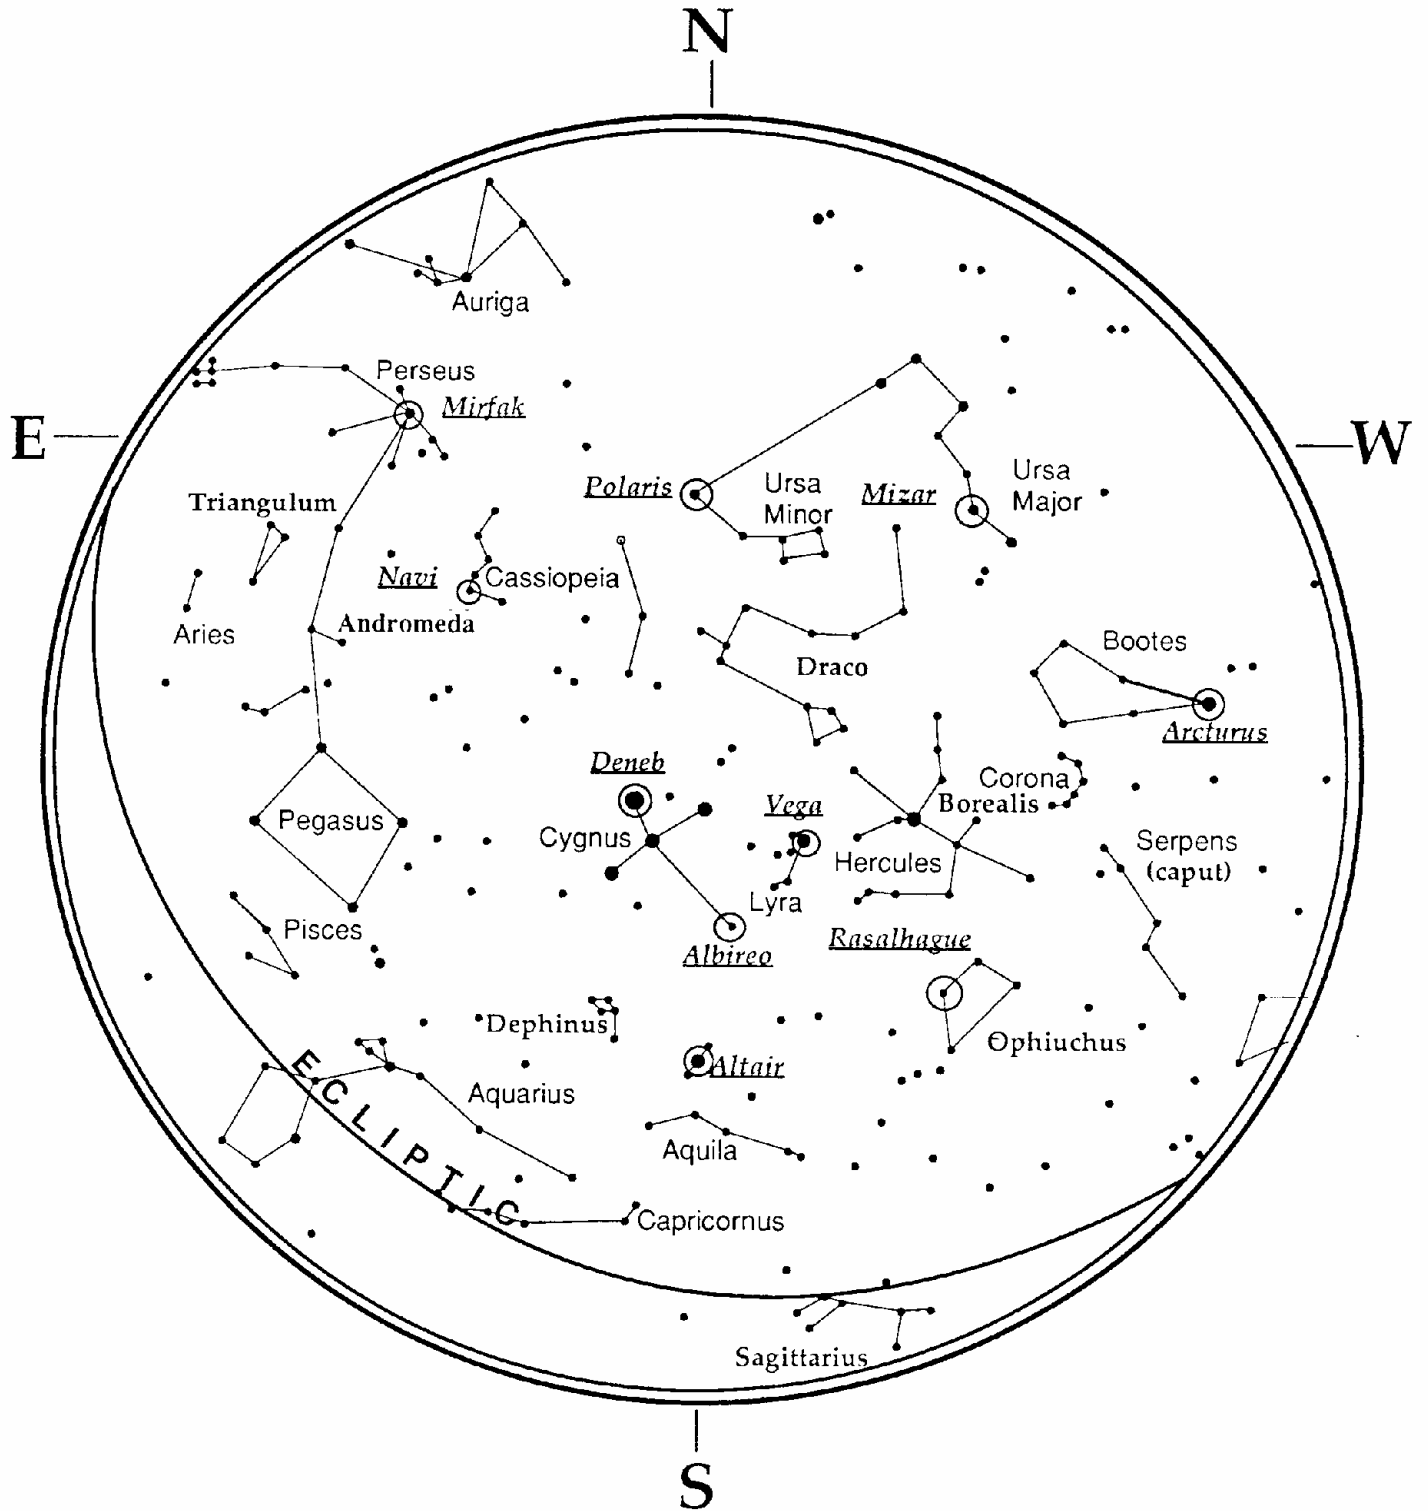 N
Auriga
Perseus
Mirfak
E
W
Polaris
Ursa
Minor
Mizar
Ursa
Major
Triangulum
Navi
Cassiopeia
Aries
Andromeda
Draco
Bootes
Arcturus
Deneb
Vega
Corona
Borealis
Pegasus
Cygnus
Hercules
Serpens
(caput)
Lyra
Pisces
Albireo
Rasalhague
Dephinus
Ophiuchus
Altair
Aquarius
ECLIPTIC
Aquila
Capricornus
Sagittarius
S